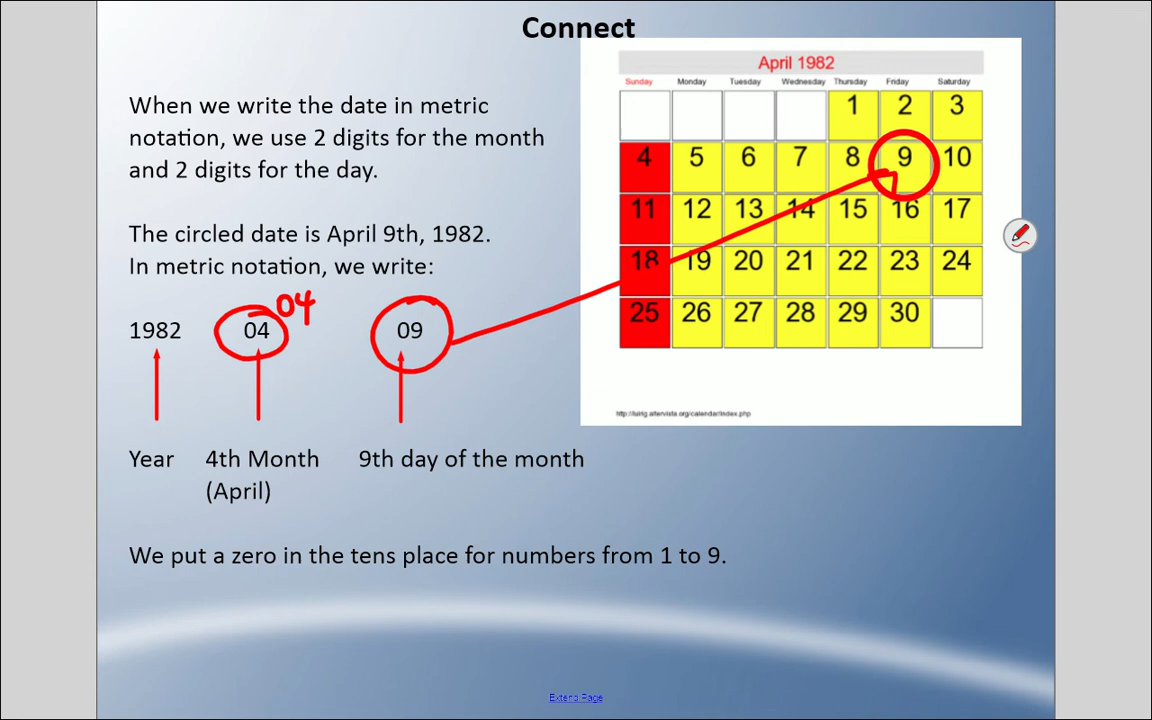 Connect
When we write the date in metric
notation, we use 2 digits for the month
and 2 digits for the day.
The circled date is April 9th, 1982.
In metric notation, we write:
04
1982 04 09
Year 4th Month 9th day of the month
(April)
We put a zero in the tens place for numbers from 1 to 9.
April 1982
Sunday Monday Tuesday Wednesday Thursday Friday Saturday
1 2 3
4 5 6 7 8 9 10
11 12 13 14 15 16 17
18 19 20 21 22 23 24
25 26 27 28 29 30
http://luirig.altervista.org/calendar/index.php
Extend Page